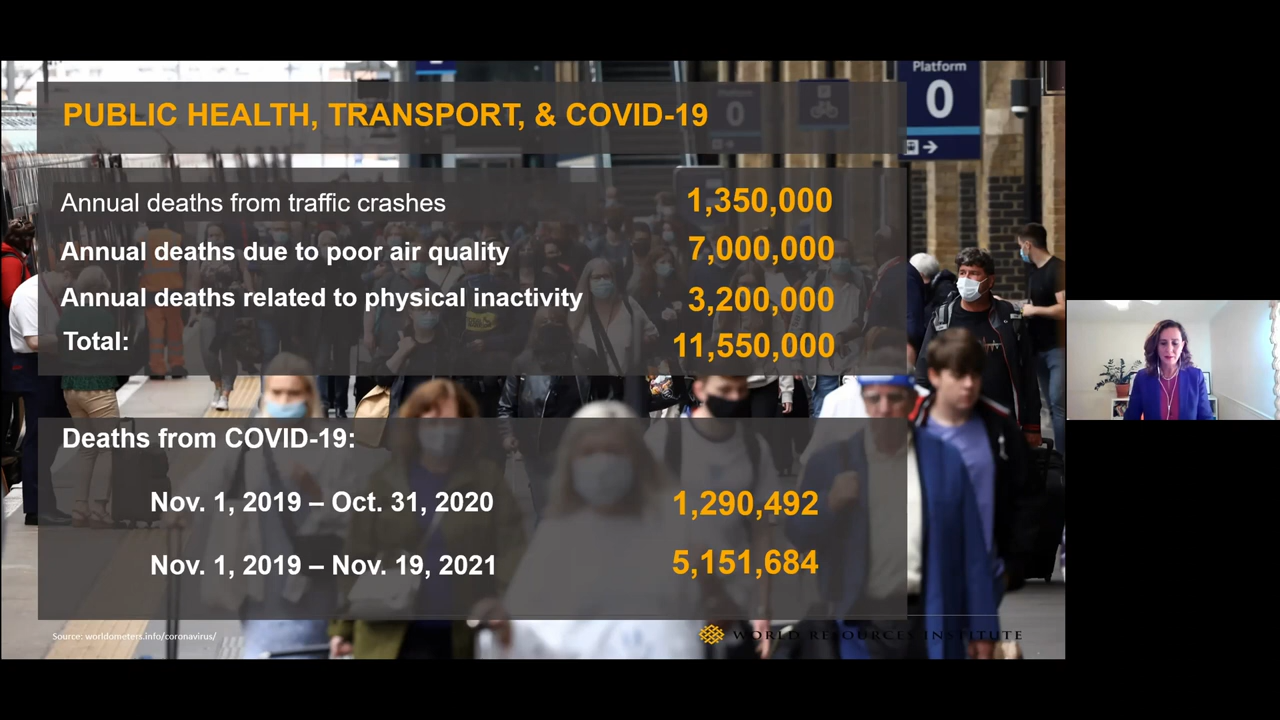 Platform
0
0
PUBLIC HEALTH, TRANSPORT, & COVID-19
Annual deaths from traffic crashes 1,350,000
Annual deaths due to poor air quality 7,000,000
Annual deaths related to physical inactivity 3,200,000
Total: 11,550,000
Deaths from COVID-19:
Nov. 1, 2019 – Oct. 31, 2020 1,290,492
Nov. 1, 2019 – Nov. 19, 2021 5,151,684
Source: worldometers.info/coronavirus/
WORLD RESOURCES INSTITUTE